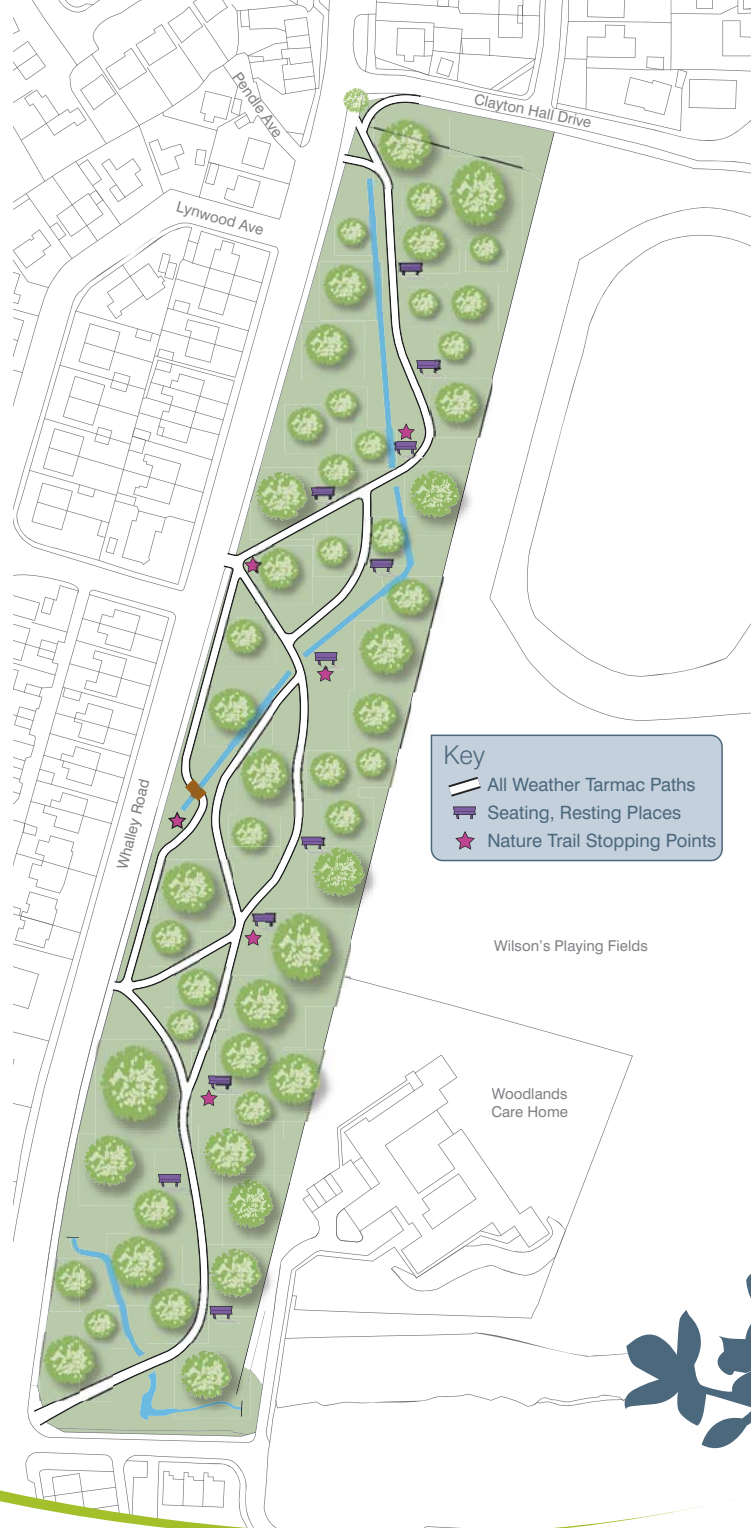 Pendle Ave
Clayton Hall Drive
Lynwood Ave
Key
All Weather Tarmac Paths
Seating, Resting Places
Nature Trail Stopping Points
Whalley Road
Wilson's Playing Fields
Woodlands
Care Home